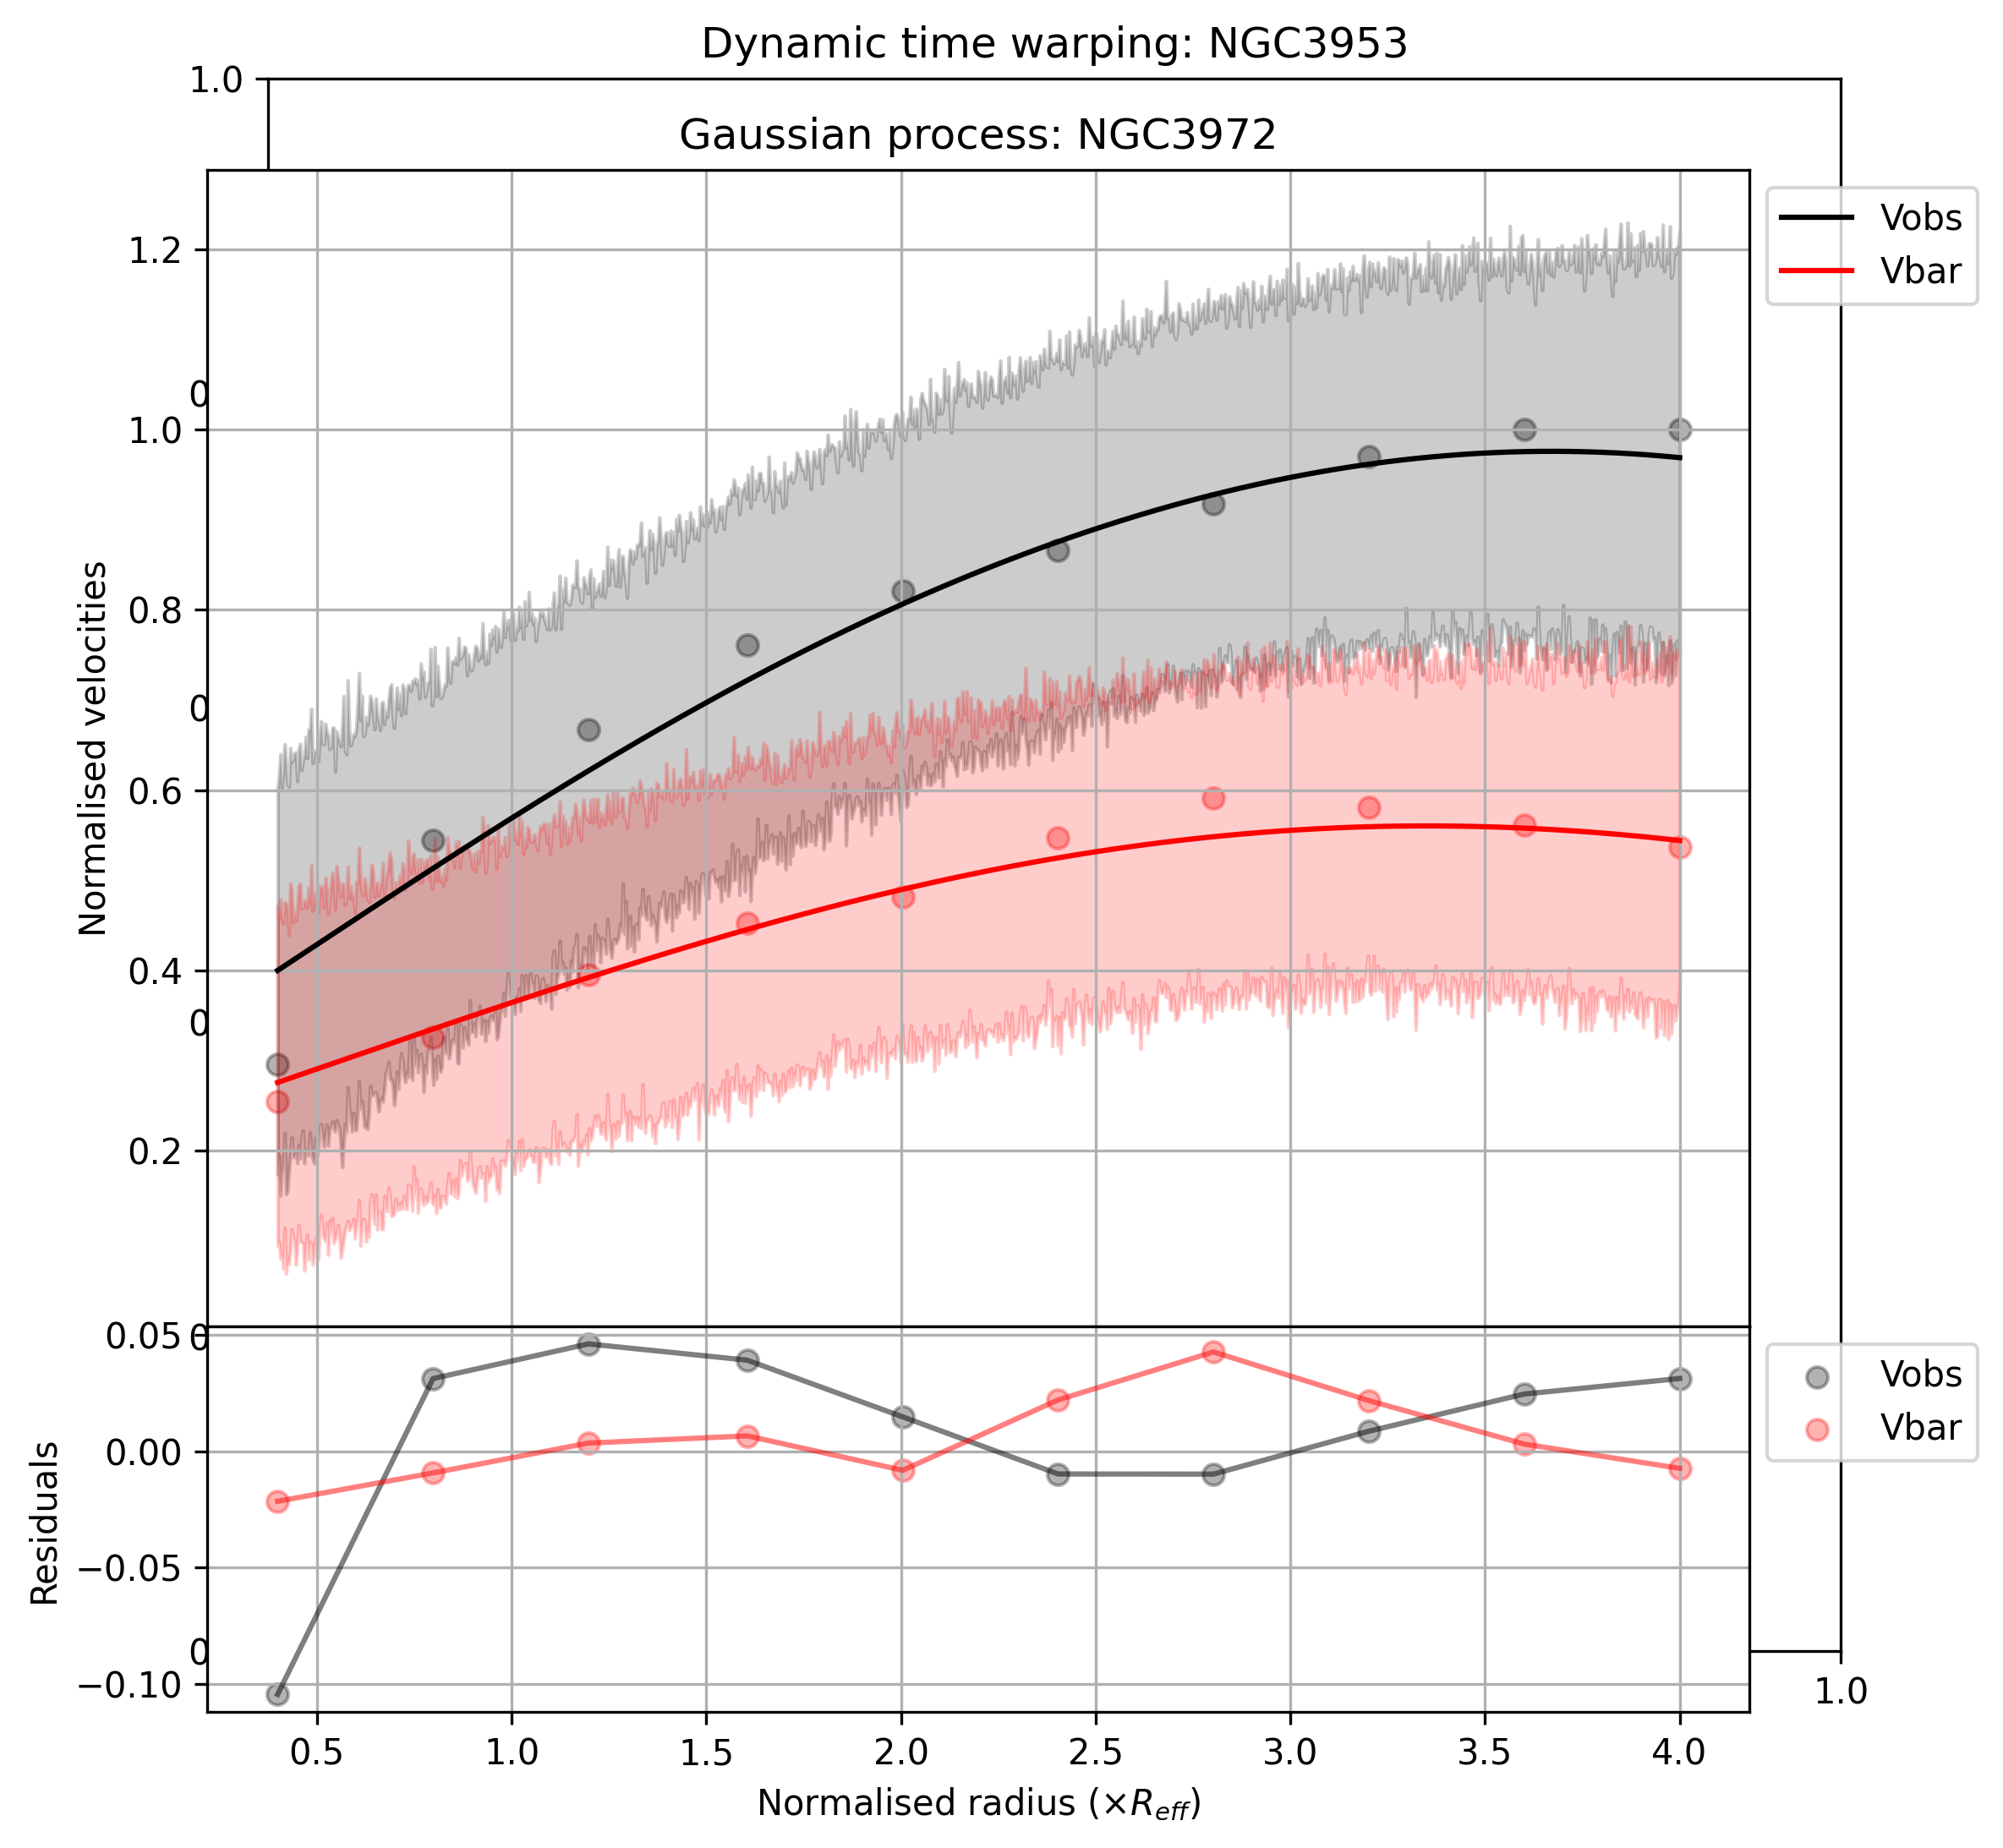 Dynamic time warping: NGC3953
1.0
Gaussian process: NGC3972
Vobs
Vbar
1.2
0
1.0
0.8
0
0.6
0.4
0
0.2
Normalised velocities
0.05
0
0.00
−0.05
0
−0.10
Residuals
Vobs
Vbar
1.0
0.5
1.0
1.5
2.0
2.5
3.0
3.5
4.0
Normalised radius (×R_eff)